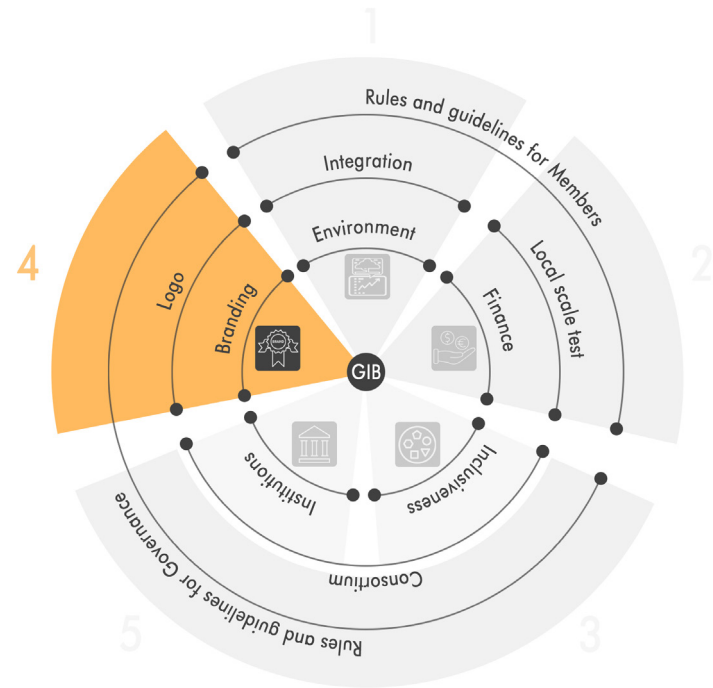 1
Rules and guidelines for Members
Integration
Environment
2
Local scale test
Finance
4
Logo
Branding
BRAND
GIB
Institutions
Inclusiveness
Consortium
Rules and guidelines for Governance
5
3